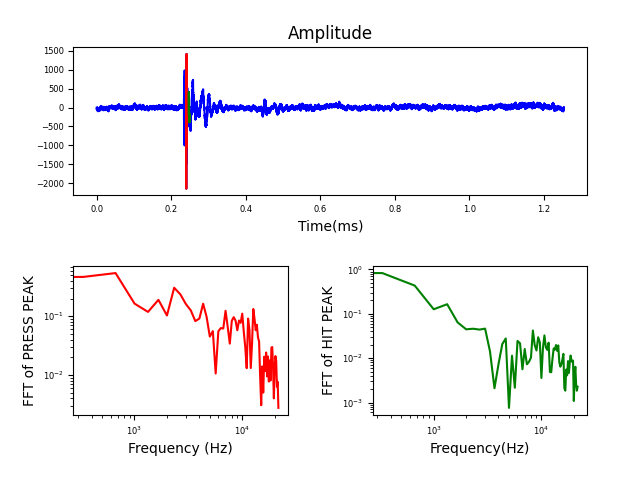 Amplitude
1500
1000
500
0
−500
−1000
−1500
−2000
0.0 0.2 0.4 0.6 0.8 1.0 1.2
Time(ms)
FFT of PRESS PEAK
10⁻¹
10⁻²
10³ 10⁴
Frequency (Hz)
FFT of HIT PEAK
10⁰
10⁻¹
10⁻²
10⁻³
10³ 10⁴
Frequency(Hz)